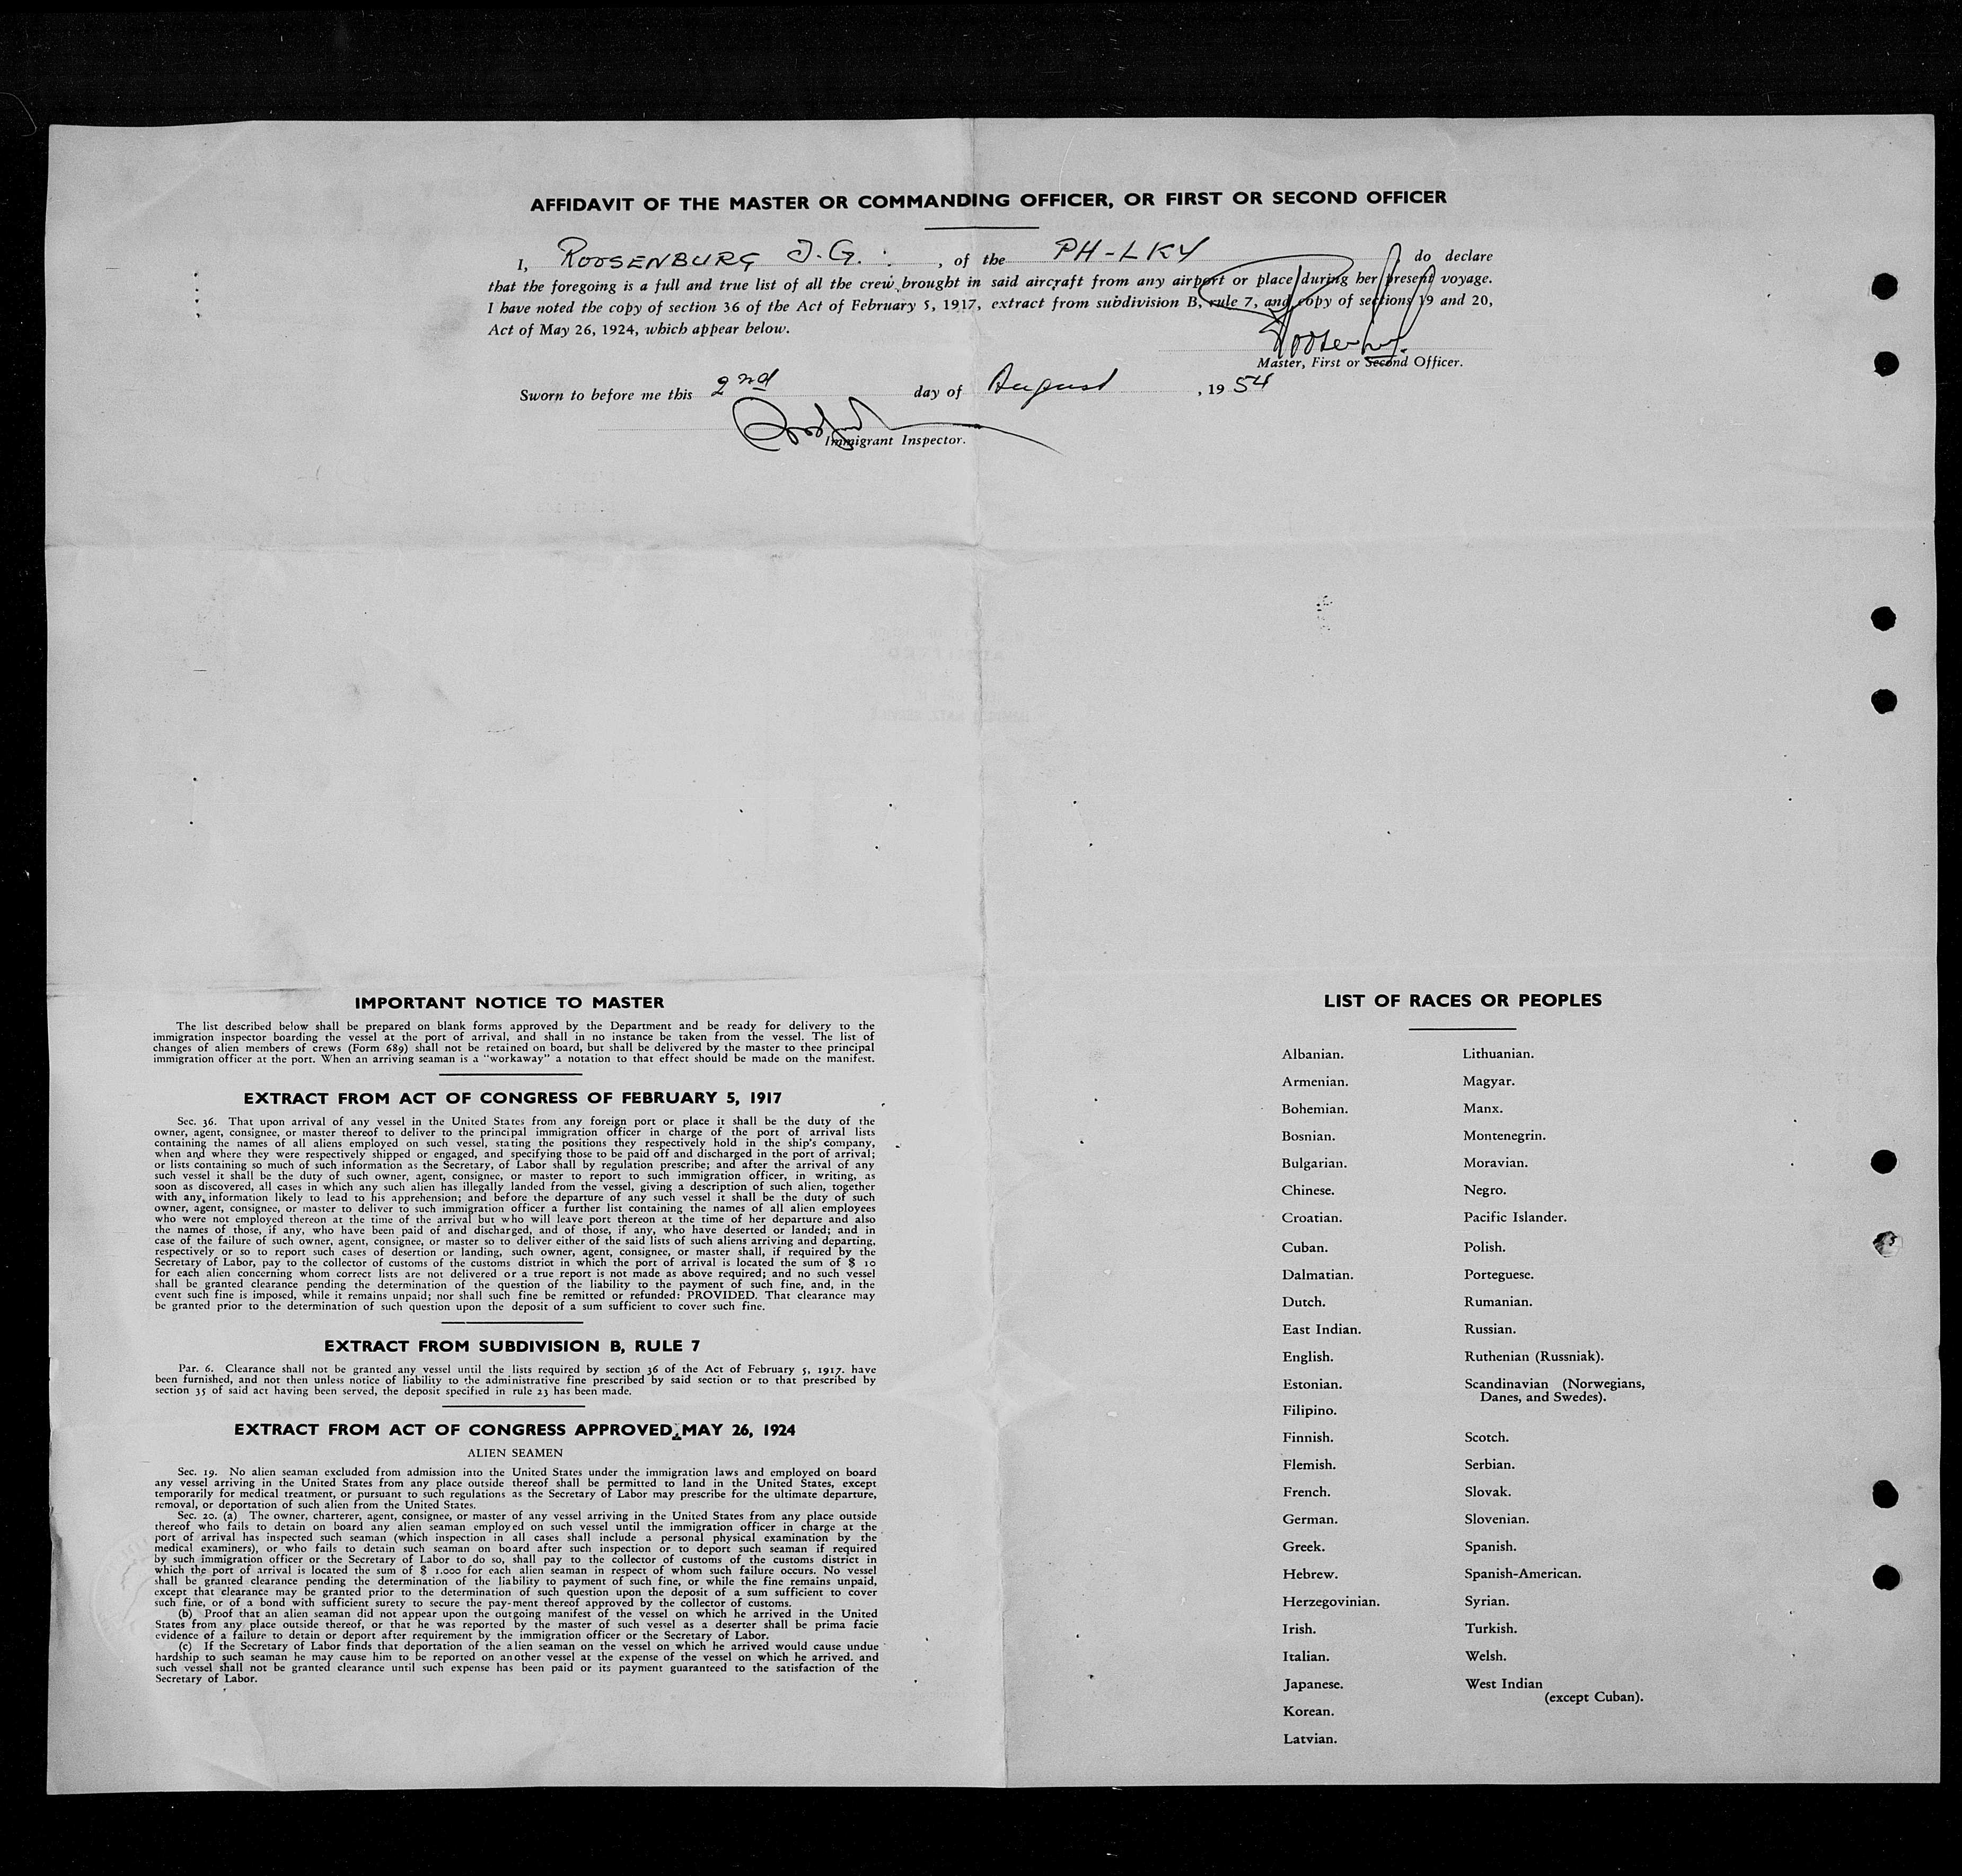 AFFIDAVIT OF THE MASTER OR COMMANDING OFFICER, OR FIRST OR SECOND OFFICER
I, ROOSENBURG J.G. : , of the PH-LKY do declare
that the foregoing is a full and true list of all the crew brought in said aircraft from any airport or place during her present voyage.
I have noted the copy of section 36 of the Act of February 5, 1917, extract from subdivision B, rule 7, and copy of sections 19 and 20,
Act of May 26, 1924, which appear below.
Master, First or Second Officer.
Sworn to before me this 2nd day of August , 19 54
Immigrant Inspector.
IMPORTANT NOTICE TO MASTER
The list described below shall be prepared on blank forms approved by the Department and be ready for delivery to the
immigration inspector boarding the vessel at the port of arrival, and shall in no instance be taken from the vessel. The list of
changes of alien members of crews (Form 689) shall not be retained on board, but shall be delivered by the master to thee principal
immigration officer at the port. When an arriving seaman is a "workaway" a notation to that effect should be made on the manifest.
EXTRACT FROM ACT OF CONGRESS OF FEBRUARY 5, 1917
Sec. 36. That upon arrival of any vessel in the United States from any foreign port or place it shall be the duty of the
owner, agent, consignee, or master thereof to deliver to the principal immigration officer in charge of the port of arrival lists
containing the names of all aliens employed on such vessel, stating the positions they respectively hold in the ship's company,
when and where they were respectively shipped or engaged, and specifying those to be paid off and discharged in the port of arrival;
or lists containing so much of such information as the Secretary, of Labor shall by regulation prescribe; and after the arrival of any
such vessel it shall be the duty of such owner, agent, consignee, or master to report to such immigration officer, in writing, as
soon as discovered, all cases in which any such alien has illegally landed from the vessel, giving a description of such alien, together
with any information likely to lead to his apprehension; and before the departure of any such vessel it shall be the duty of such
owner, agent, consignee, or master to deliver to such immigration officer a further list containing the names of all alien employees
who were not employed thereon at the time of the arrival but who will leave port thereon at the time of her departure and also
the names of those, if any, who have been paid of and discharged, and of those, if any, who have deserted or landed; and in
case of the failure of such owner, agent, consignee, or master so to deliver either of the said lists of such aliens arriving and departing,
respectively or so to report such cases of desertion or landing, such owner, agent, consignee, or master shall, if required by the
Secretary of Labor, pay to the collector of customs of the customs district in which the port of arrival is located the sum of $ 10
for each alien concerning whom correct lists are not delivered or a true report is not made as above required; and no such vessel
shall be granted clearance pending the determination of the question of the liability to the payment of such fine, and, in the
event such fine is imposed, while it remains unpaid; nor shall such fine be remitted or refunded: PROVIDED. That clearance may
be granted prior to the determination of such question upon the deposit of a sum sufficient to cover such fine.
EXTRACT FROM SUBDIVISION B, RULE 7
Par. 6. Clearance shall not be granted any vessel until the lists required by section 36 of the Act of February 5, 1917. have
been furnished, and not then unless notice of liability to the administrative fine prescribed by said section or to that prescribed by
section 35 of said act having been served, the deposit specified in rule 23 has been made.
EXTRACT FROM ACT OF CONGRESS APPROVED MAY 26, 1924
ALIEN SEAMEN
Sec. 19. No alien seaman excluded from admission into the United States under the immigration laws and employed on board
any vessel arriving in the United States from any place outside thereof shall be permitted to land in the United States, except
temporarily for medical treatment, or pursuant to such regulations as the Secretary of Labor may prescribe for the ultimate departure,
removal, or deportation of such alien from the United States.
Sec. 20. (a) The owner, charterer, agent, consignee, or master of any vessel arriving in the United States from any place outside
thereof who fails to detain on board any alien seaman employed on such vessel until the immigration officer in charge at the
port of arrival has inspected such seaman (which inspection in all cases shall include a personal physical examination by the
medical examiners), or who fails to detain such seaman on board after such inspection or to deport such seaman if required
by such immigration officer or the Secretary of Labor to do so, shall pay to the collector of customs of the customs district in
which the port of arrival is located the sum of $ 1.000 for each alien seaman in respect of whom such failure occurs. No vessel
shall be granted clearance pending the determination of the liability to payment of such fine, or while the fine remains unpaid,
except that clearance may be granted prior to the determination of such question upon the deposit of a sum sufficient to cover
such fine, or of a bond with sufficient surety to secure the pay-ment thereof approved by the collector of customs.
(b) Proof that an alien seaman did not appear upon the outgoing manifest of the vessel on which he arrived in the United
States from any place outside thereof, or that he was reported by the master of such vessel as a deserter shall be prima facie
evidence of a failure to detain or deport after requirement by the immigration officer or the Secretary of Labor.
(c) If the Secretary of Labor finds that deportation of the alien seaman on the vessel on which he arrived would cause undue
hardship to such seaman he may cause him to be reported on another vessel at the expense of the vessel on which he arrived. and
such vessel shall not be granted clearance until such expense has been paid or its payment guaranteed to the satisfaction of the
Secretary of Labor.
LIST OF RACES OR PEOPLES
Albanian.
Armenian.
Bohemian.
Bosnian.
Bulgarian.
Chinese.
Croatian.
Cuban.
Dalmatian.
Dutch.
East Indian.
English.
Estonian.
Filipino.
Finnish.
Flemish.
French.
German.
Greek.
Hebrew.
Herzegovinian.
Irish.
Italian.
Japanese.
Korean.
Latvian.
Lithuanian.
Magyar.
Manx.
Montenegrin.
Moravian.
Negro.
Pacific Islander.
Polish.
Porteguese.
Rumanian.
Russian.
Ruthenian (Russniak).
Scandinavian (Norwegians,
Danes, and Swedes).
Scotch.
Serbian.
Slovak.
Slovenian.
Spanish.
Spanish-American.
Syrian.
Turkish.
Welsh.
West Indian
(except Cuban).